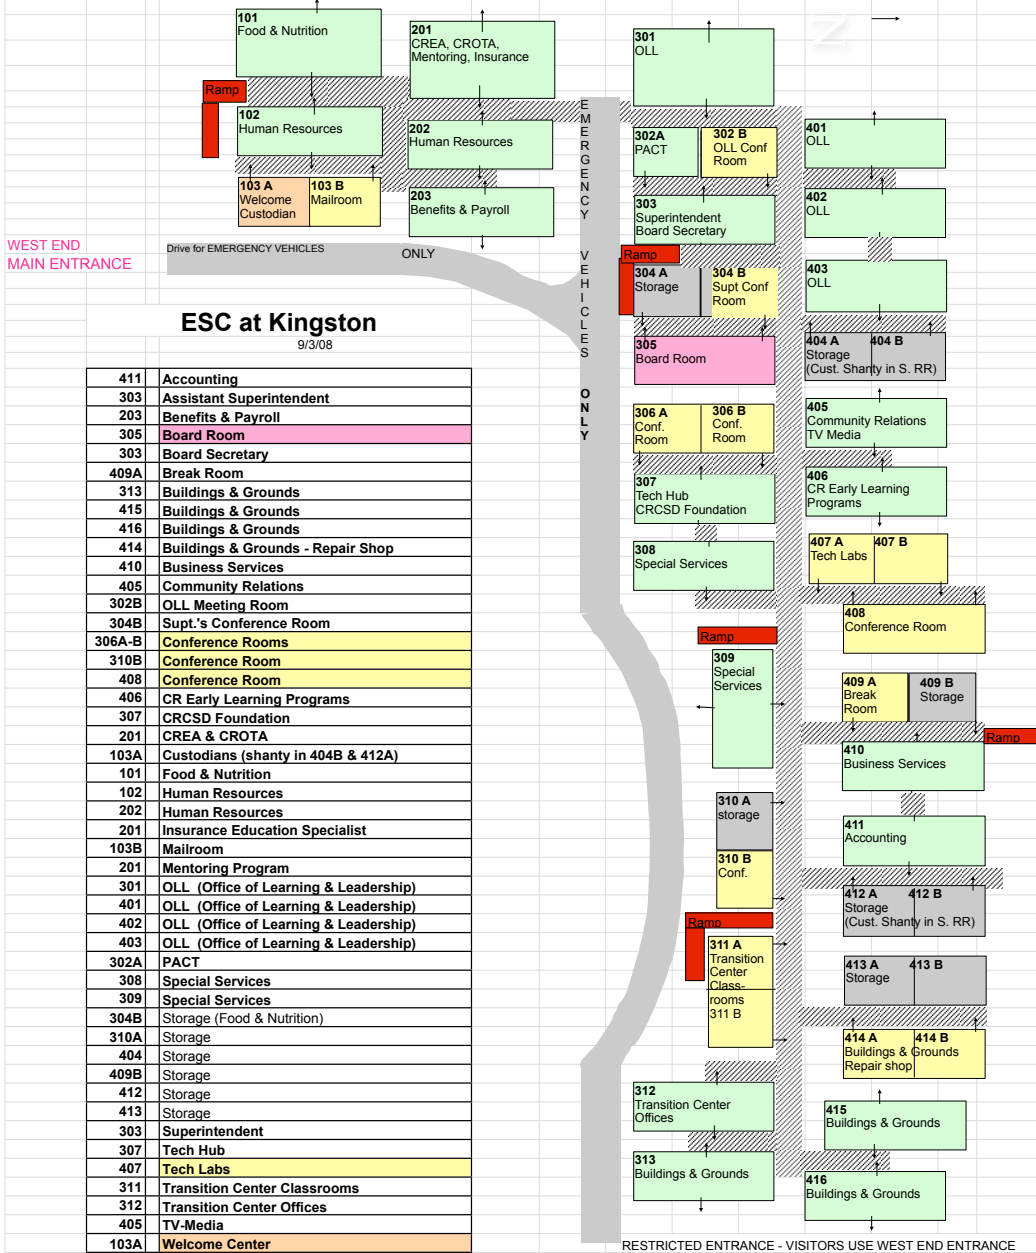 101
Food & Nutrition
201
CREA, CROTA,
Mentoring, Insurance
301
OLL
N
Ramp
102
Human Resources
202
Human Resources
302A
PACT
302 B
OLL Conf
Room
401
OLL
103 A
Welcome
Custodian
103 B
Mailroom
203
Benefits & Payroll
303
Superintendent
Board Secretary
402
OLL
EMERGENCY VEHICLES ONLY
WEST END
MAIN ENTRANCE
Drive for EMERGENCY VEHICLES
ONLY
Ramp
304 A
Storage
304 B
Supt Conf
Room
403
OLL
305
Board Room
404 A
404 B
Storage
(Cust. Shanty in S. RR)
306 A
Conf.
Room
306 B
Conf.
Room
405
Community Relations
TV Media
307
Tech Hub
CRCSD Foundation
406
CR Early Learning
Programs
308
Special Services
407 A
407 B
Tech Labs
408
Conference Room
Ramp
309
Special
Services
409 A
Break
Room
409 B
Storage
Ramp
410
Business Services
310 A
storage
310 B
Conf.
411
Accounting
412 A
412 B
Storage
(Cust. Shanty in S. RR)
Ramp
311 A
Transition
Center
Class-
rooms
311 B
413 A
413 B
Storage
414 A
414 B
Buildings & Grounds
Repair shop
312
Transition Center
Offices
415
Buildings & Grounds
313
Buildings & Grounds
416
Buildings & Grounds
RESTRICTED ENTRANCE - VISITORS USE WEST END ENTRANCE
ESC at Kingston
9/3/08
411 Accounting
303 Assistant Superintendent
203 Benefits & Payroll
305 Board Room
303 Board Secretary
409A Break Room
313 Buildings & Grounds
415 Buildings & Grounds
416 Buildings & Grounds
414 Buildings & Grounds - Repair Shop
410 Business Services
405 Community Relations
302B OLL Meeting Room
304B Supt.'s Conference Room
306A-B Conference Rooms
310B Conference Room
408 Conference Room
406 CR Early Learning Programs
307 CRCSD Foundation
201 CREA & CROTA
103A Custodians (shanty in 404B & 412A)
101 Food & Nutrition
102 Human Resources
202 Human Resources
201 Insurance Education Specialist
103B Mailroom
201 Mentoring Program
301 OLL (Office of Learning & Leadership)
401 OLL (Office of Learning & Leadership)
402 OLL (Office of Learning & Leadership)
403 OLL (Office of Learning & Leadership)
302A PACT
308 Special Services
309 Special Services
304B Storage (Food & Nutrition)
310A Storage
404 Storage
409B Storage
412 Storage
413 Storage
303 Superintendent
307 Tech Hub
407 Tech Labs
311 Transition Center Classrooms
312 Transition Center Offices
405 TV-Media
103A Welcome Center